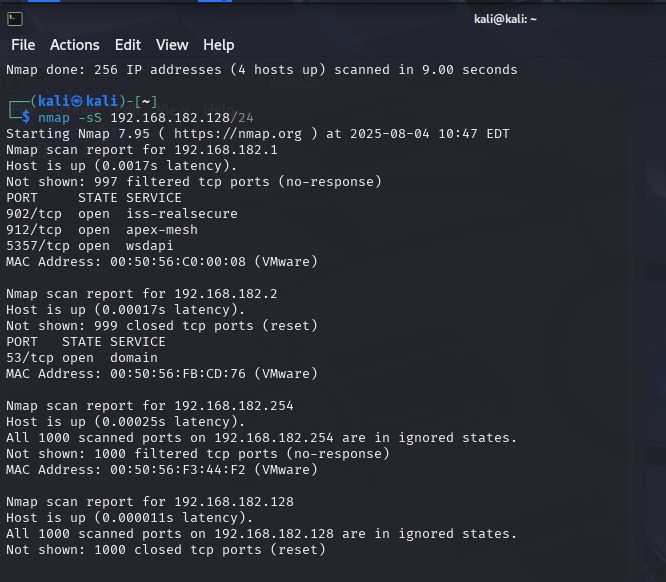 kali@kali: ~
File Actions Edit View Help
Nmap done: 256 IP addresses (4 hosts up) scanned in 9.00 seconds
┌──(kali㉿kali)-[~]
└─$ nmap -sS 192.168.182.128/24
Starting Nmap 7.95 ( https://nmap.org ) at 2025-08-04 10:47 EDT
Nmap scan report for 192.168.182.1
Host is up (0.0017s latency).
Not shown: 997 filtered tcp ports (no-response)
PORT     STATE SERVICE
902/tcp  open  iss-realsecure
912/tcp  open  apex-mesh
5357/tcp open  wsdapi
MAC Address: 00:50:56:C0:00:08 (VMware)
Nmap scan report for 192.168.182.2
Host is up (0.00017s latency).
Not shown: 999 closed tcp ports (reset)
PORT   STATE SERVICE
53/tcp open  domain
MAC Address: 00:50:56:FB:CD:76 (VMware)
Nmap scan report for 192.168.182.254
Host is up (0.00025s latency).
All 1000 scanned ports on 192.168.182.254 are in ignored states.
Not shown: 1000 filtered tcp ports (no-response)
MAC Address: 00:50:56:F3:44:F2 (VMware)
Nmap scan report for 192.168.182.128
Host is up (0.000011s latency).
All 1000 scanned ports on 192.168.182.128 are in ignored states.
Not shown: 1000 closed tcp ports (reset)